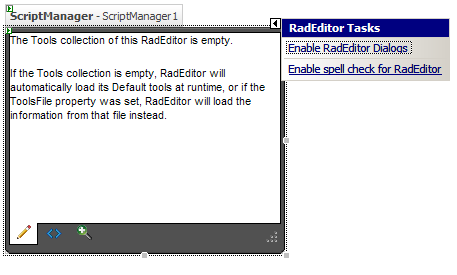 ScriptManager - ScriptManager1
RadEditor Tasks
Enable RadEditor Dialogs
Enable spell check for RadEditor
The Tools collection of this RadEditor is empty.
If the Tools collection is empty, RadEditor will
automatically load its Default tools at runtime, or if the
ToolsFile property was set, RadEditor will load the
information from that file instead.